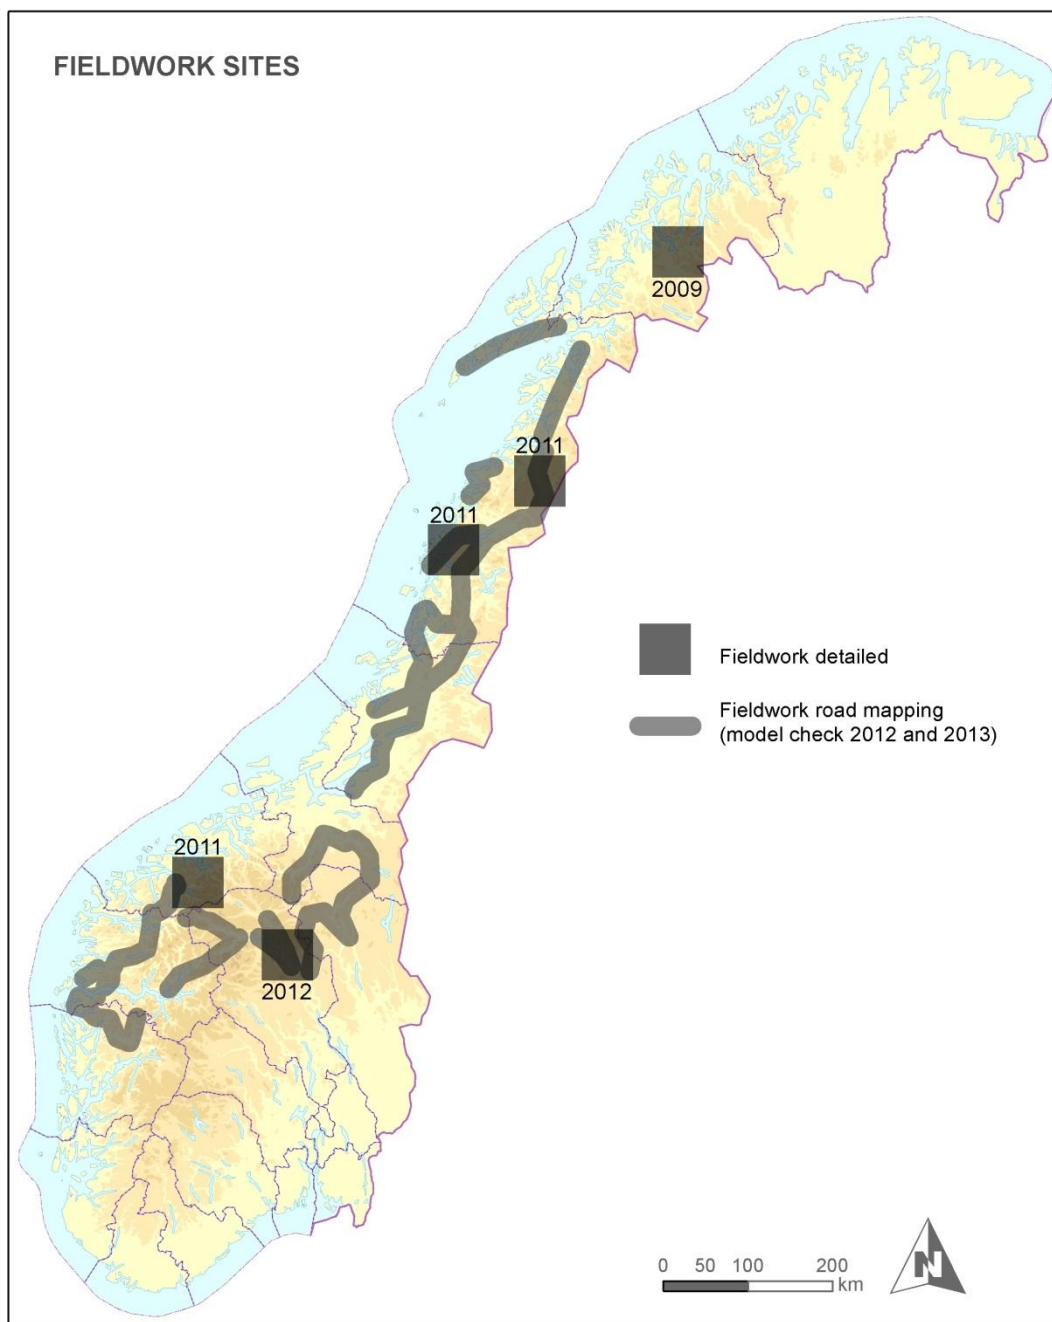 FIELDWORK SITES
2009
2011
2011
Fieldwork detailed
Fieldwork road mapping
(model check 2012 and 2013)
2011
2012
0 50 100 200
km
N